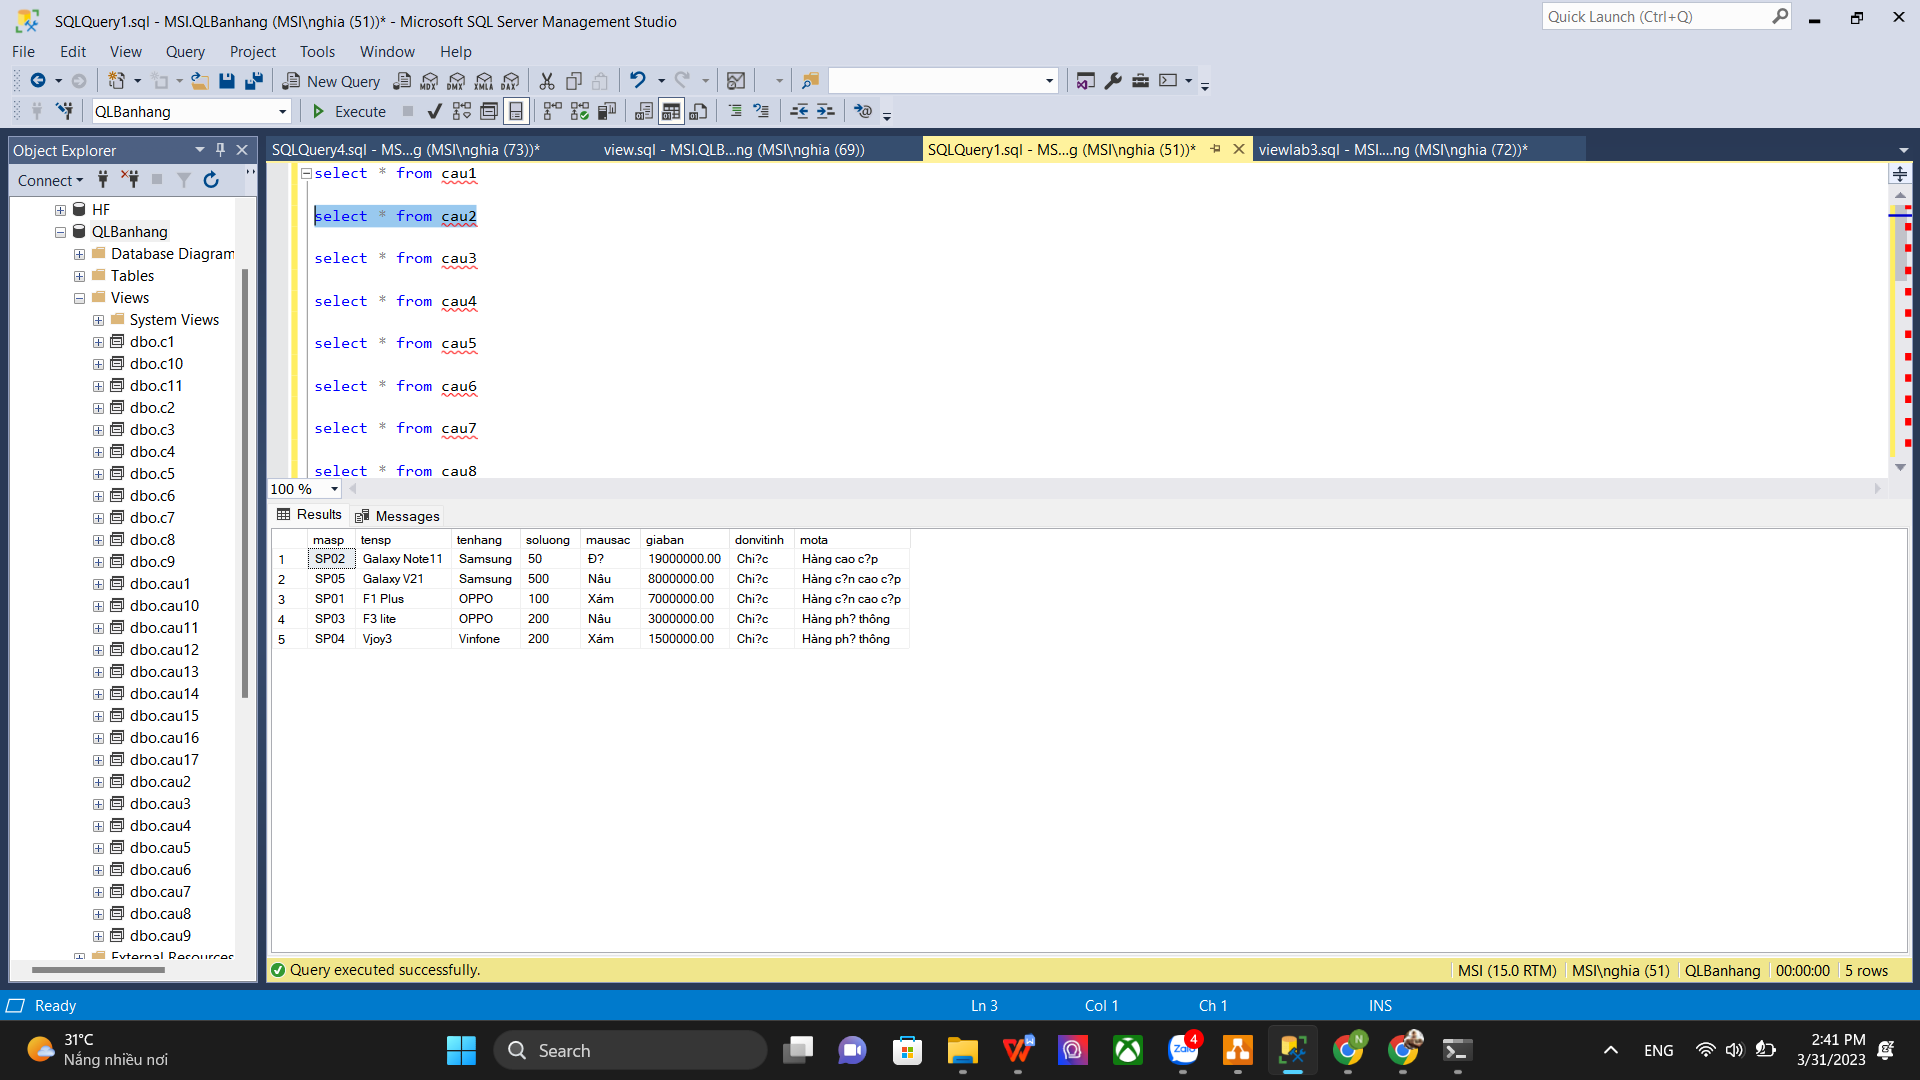 SQLQuery1.sql - MSI.QLBanhang (MSI\nghia (51))* - Microsoft SQL Server Management Studio
Quick Launch (Ctrl+Q)
File Edit View Query Project Tools Window Help
New Query
MDX DMX XMLA DAX
QLBanhang
Execute
Object Explorer
SQLQuery4.sql - MS...g (MSI\nghia (73))*
view.sql - MSI.QLB...ng (MSI\nghia (69))
SQLQuery1.sql - MS...g (MSI\nghia (51))*
viewlab3.sql - MSI....ng (MSI\nghia (72))*
Connect
HF
QLBanhang
Database Diagram
Tables
Views
System Views
dbo.c1
dbo.c10
dbo.c11
dbo.c2
dbo.c3
dbo.c4
dbo.c5
dbo.c6
dbo.c7
dbo.c8
dbo.c9
dbo.cau1
dbo.cau10
dbo.cau11
dbo.cau12
dbo.cau13
dbo.cau14
dbo.cau15
dbo.cau16
dbo.cau17
dbo.cau2
dbo.cau3
dbo.cau4
dbo.cau5
dbo.cau6
dbo.cau7
dbo.cau8
dbo.cau9
External Resources
select * from cau1
select * from cau2
select * from cau3
select * from cau4
select * from cau5
select * from cau6
select * from cau7
select * from cau8
100 %
Results Messages
masp tensp tenhang soluong mausac giaban donvitinh mota
1 SP02 Galaxy Note11 Samsung 50 Đ? 19000000.00 Chi?c Hàng cao c?p
2 SP05 Galaxy V21 Samsung 500 Nâu 8000000.00 Chi?c Hàng c?n cao c?p
3 SP01 F1 Plus OPPO 100 Xám 7000000.00 Chi?c Hàng c?n cao c?p
4 SP03 F3 lite OPPO 200 Nâu 3000000.00 Chi?c Hàng ph? thông
5 SP04 Vjoy3 Vinfone 200 Xám 1500000.00 Chi?c Hàng ph? thông
Query executed successfully.
MSI (15.0 RTM) MSI\nghia (51) QLBanhang 00:00:00 5 rows
Ready
Ln 3 Col 1 Ch 1 INS
31°C
Nắng nhiều nơi
Search
Zalo
4
N
ENG
2:41 PM
3/31/2023